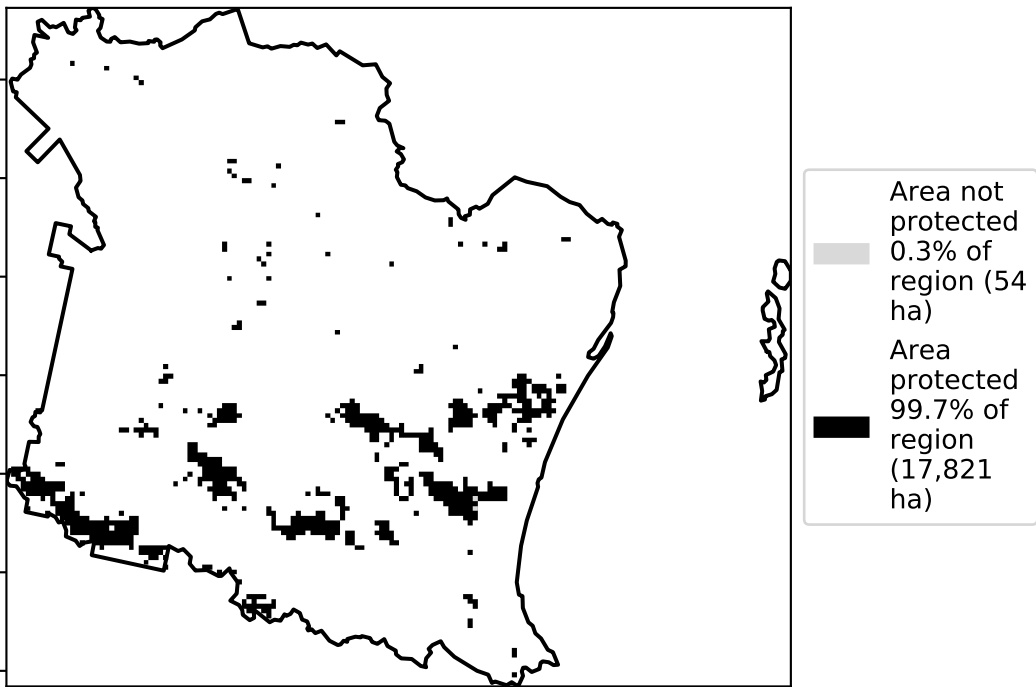 Area not
protected
0.3% of
region (54
ha)
Area
protected
99.7% of
region
(17,821
ha)